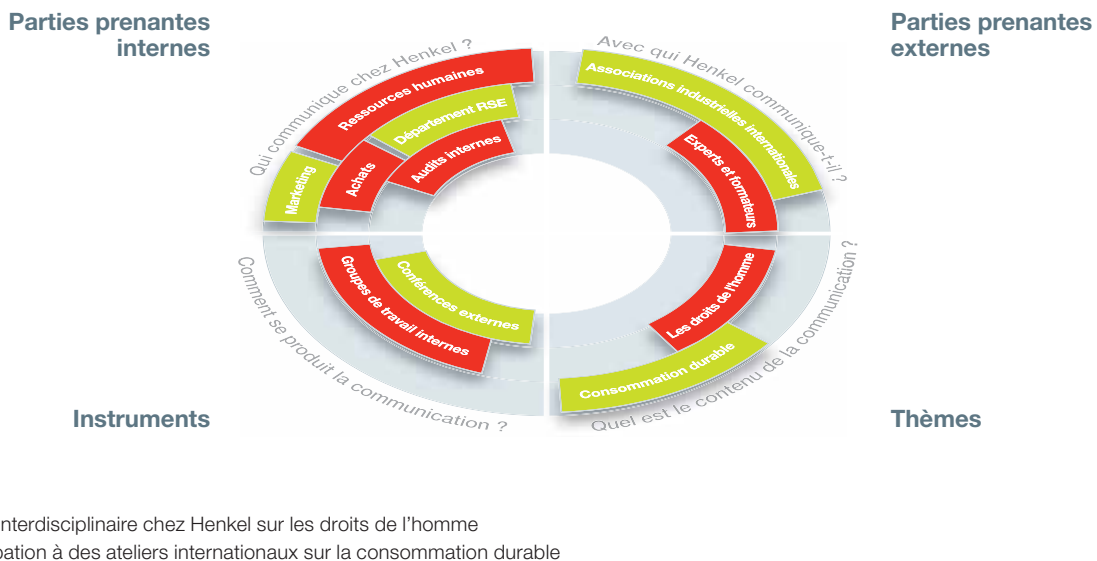 Parties prenantes
internes
Parties prenantes
externes
Qui communique chez Henkel ?
Ressources humaines
Département RSE
Audits internes
Achats
Marketing
Avec qui Henkel communique-t-il ?
Associations industrielles internationales
Experts et formateurs
Comment se produit la communication ?
Groupes de travail internes
Conférences externes
Quel est le contenu de la communication ?
Les droits de l'homme
Consommation durable
Instruments
Thèmes
interdisciplinaire chez Henkel sur les droits de l'homme
à des ateliers internationaux sur la consommation durable